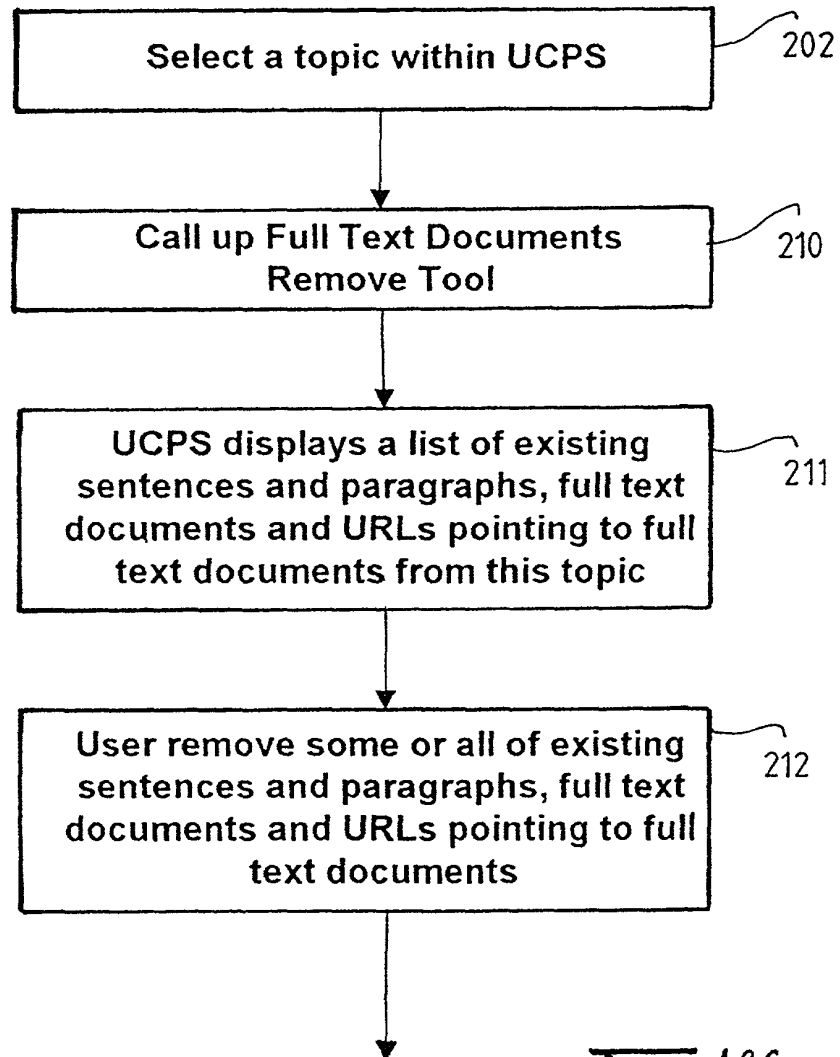 Select a topic within UCPS
202
Call up Full Text Documents
Remove Tool
210
UCPS displays a list of existing
sentences and paragraphs, full text
documents and URLs pointing to full
text documents from this topic
211
User remove some or all of existing
sentences and paragraphs, full text
documents and URLs pointing to full
text documents
212